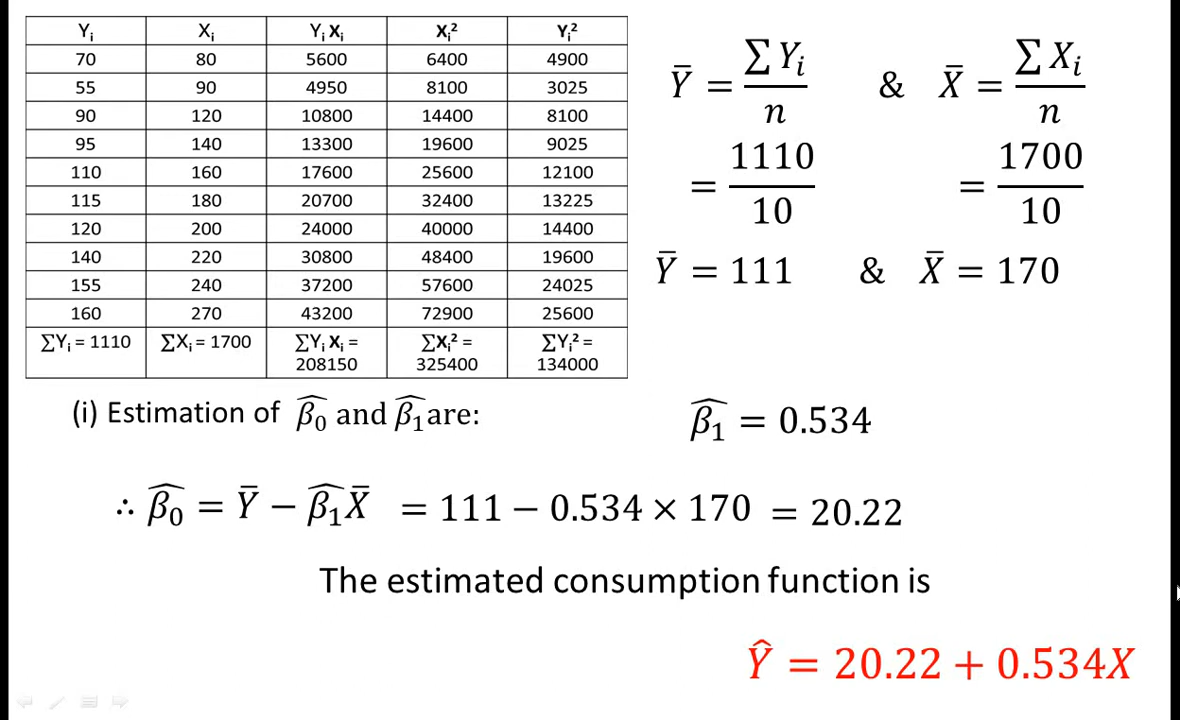 Yᵢ Xᵢ Yᵢ Xᵢ Xᵢ² Yᵢ²
70 80 5600 6400 4900
55 90 4950 8100 3025
90 120 10800 14400 8100
95 140 13300 19600 9025
110 160 17600 25600 12100
115 180 20700 32400 13225
120 200 24000 40000 14400
140 220 30800 48400 19600
155 240 37200 57600 24025
160 270 43200 72900 25600
∑Yᵢ = 1110 ∑Xᵢ = 1700 ∑Yᵢ Xᵢ = 208150 ∑Xᵢ² = 325400 ∑Yᵢ² = 134000
Ȳ = ∑Yᵢ / n & X̄ = ∑Xᵢ / n
= 1110 / 10 = 1700 / 10
Ȳ = 111 & X̄ = 170
(i) Estimation of β̂₀ and β̂₁ are:
β̂₁ = 0.534
∴ β̂₀ = Ȳ − β̂₁X̄ = 111 − 0.534 × 170 = 20.22
The estimated consumption function is
Ŷ = 20.22 + 0.534X